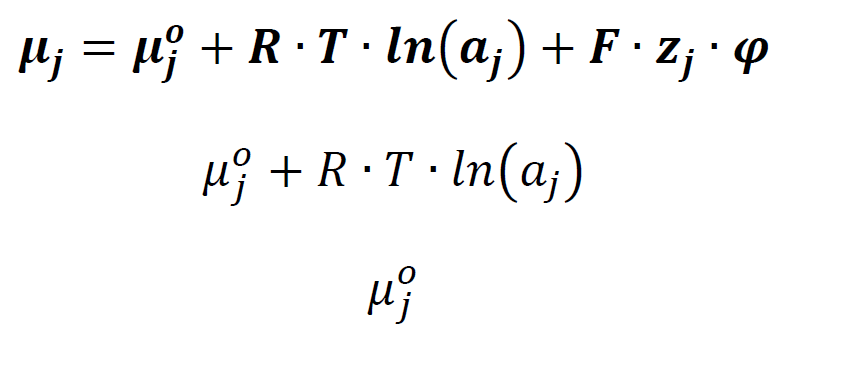 μⱼ = μⱼᵒ + R · T · ln(aⱼ) + F · zⱼ · φ
μⱼᵒ + R · T · ln(aⱼ)
μⱼᵒ